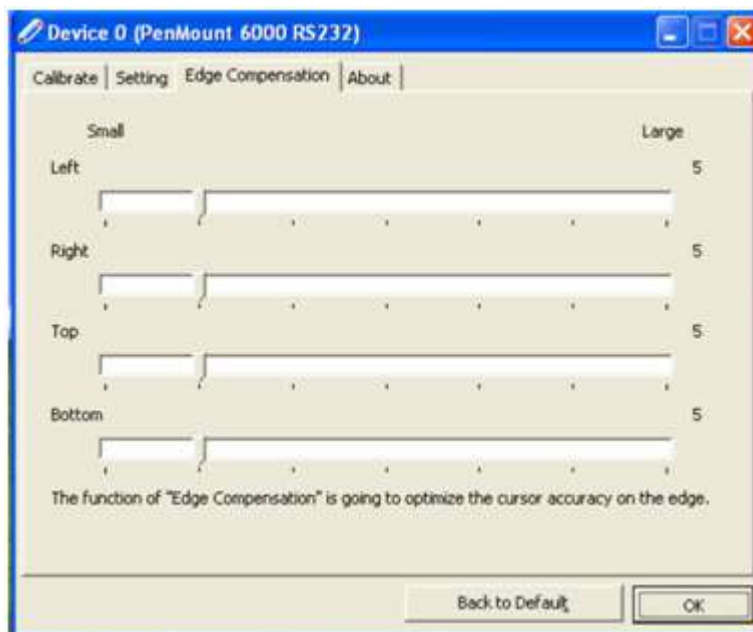 Device 0 (PenMount 6000 RS232)
Calibrate Setting Edge Compensation About
Small Large
Left 5
Right 5
Top 5
Bottom 5
The function of "Edge Compensation" is going to optimize the cursor accuracy on the edge.
Back to Default OK